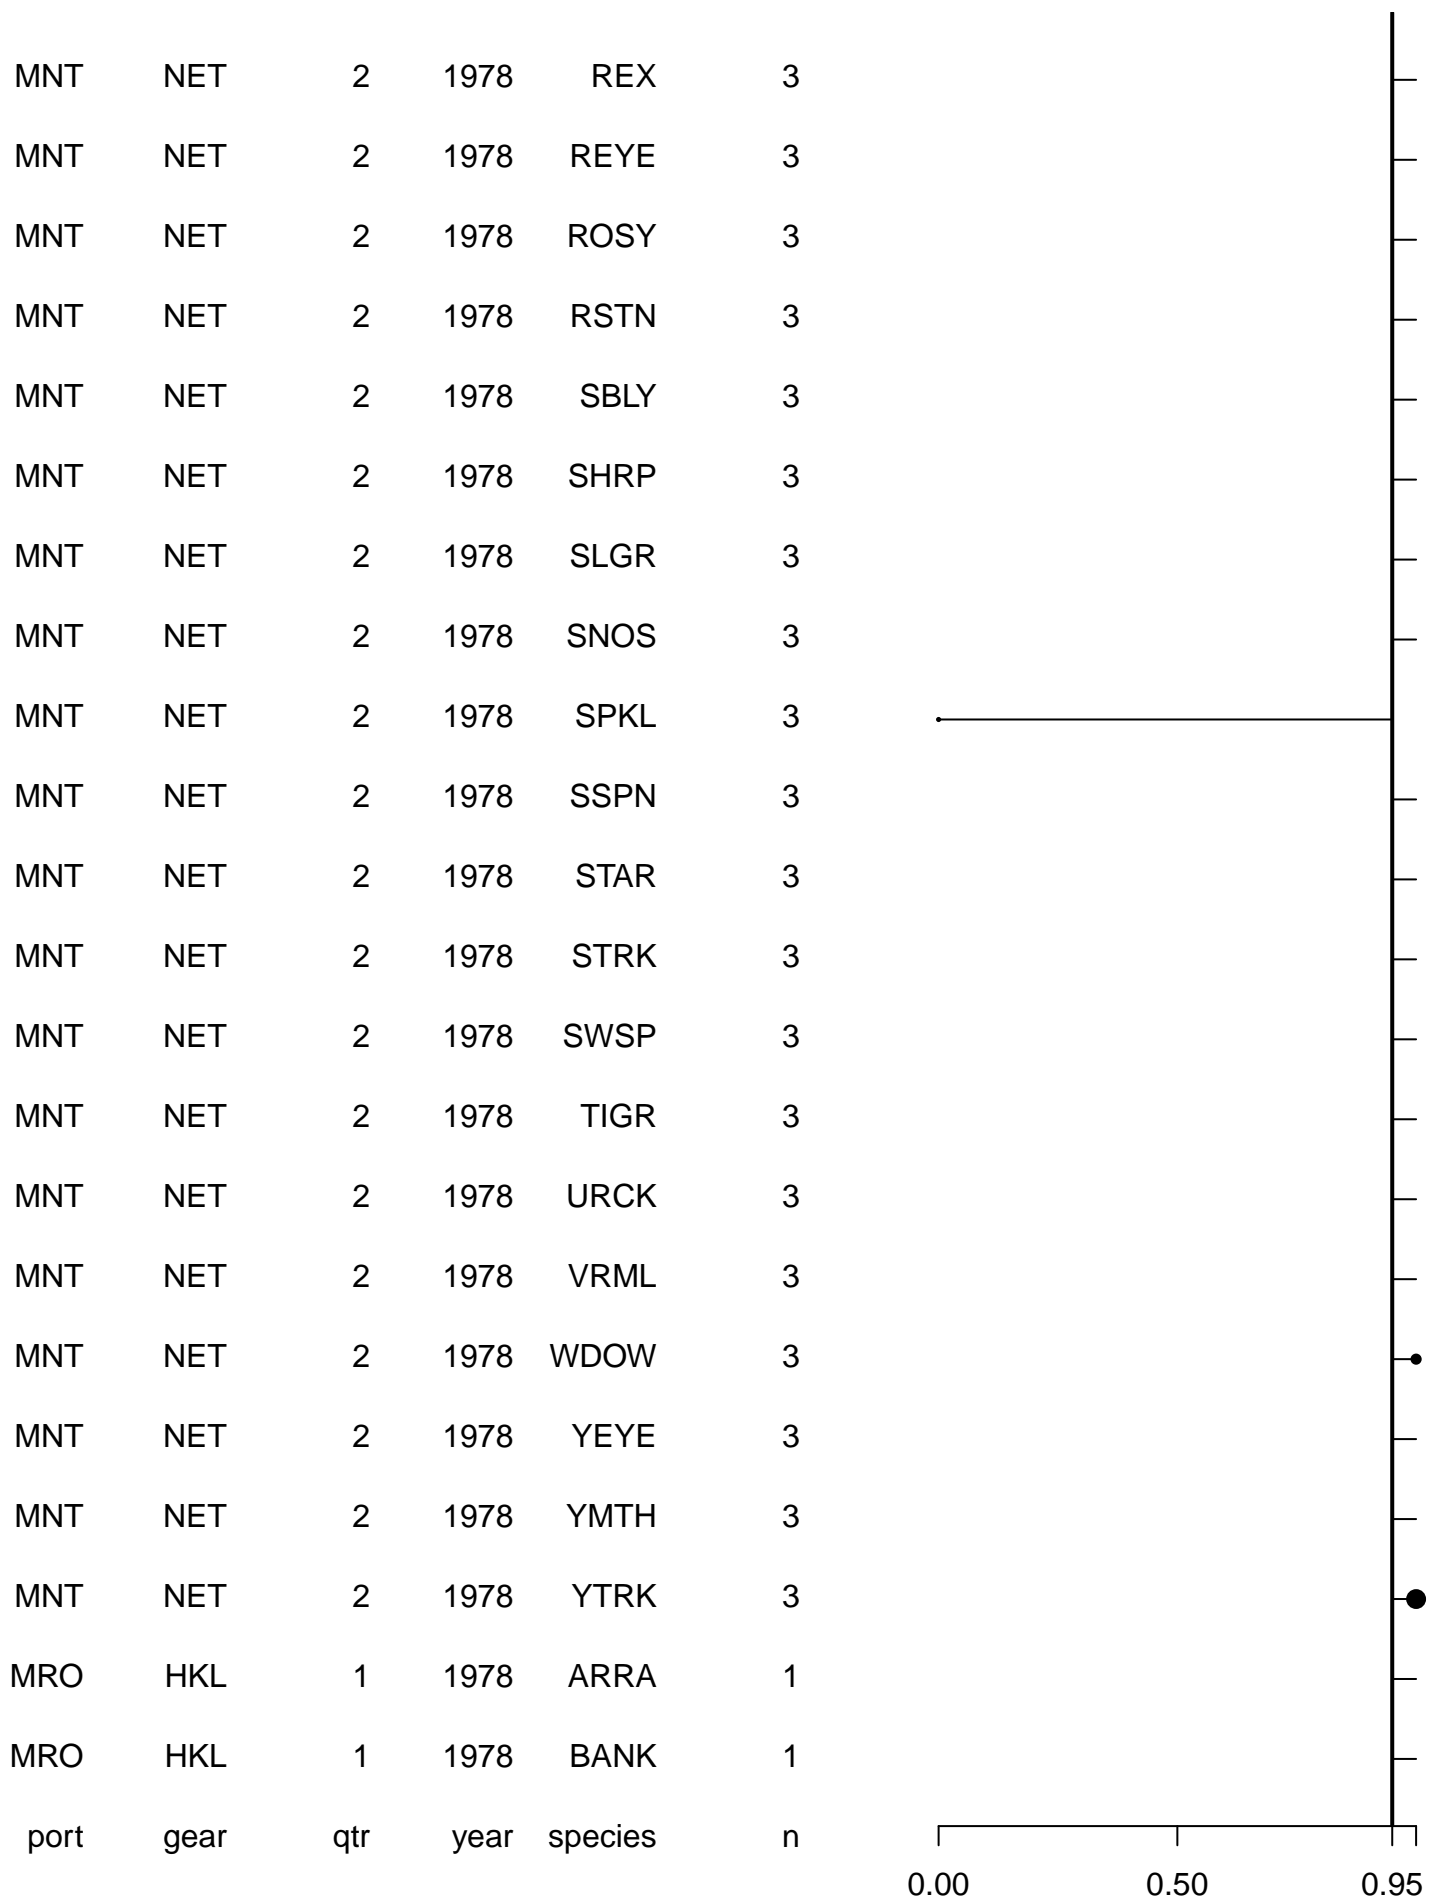 MNT NET 2 1978 REX 3
MNT NET 2 1978 REYE 3
MNT NET 2 1978 ROSY 3
MNT NET 2 1978 RSTN 3
MNT NET 2 1978 SBLY 3
MNT NET 2 1978 SHRP 3
MNT NET 2 1978 SLGR 3
MNT NET 2 1978 SNOS 3
MNT NET 2 1978 SPKL 3
MNT NET 2 1978 SSPN 3
MNT NET 2 1978 STAR 3
MNT NET 2 1978 STRK 3
MNT NET 2 1978 SWSP 3
MNT NET 2 1978 TIGR 3
MNT NET 2 1978 URCK 3
MNT NET 2 1978 VRML 3
MNT NET 2 1978 WDOW 3
MNT NET 2 1978 YEYE 3
MNT NET 2 1978 YMTH 3
MNT NET 2 1978 YTRK 3
MRO HKL 1 1978 ARRA 1
MRO HKL 1 1978 BANK 1
port gear qtr year species n
0.00 0.50 0.95